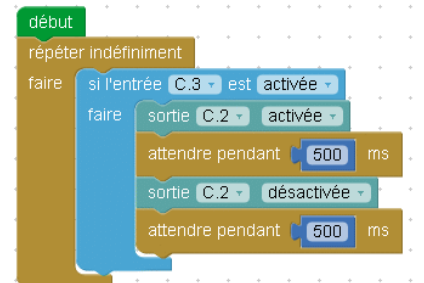 début
répéter indéfiniment
faire si l'entrée C.3 est activée
faire sortie C.2 activée
attendre pendant 500 ms
sortie C.2 désactivée
attendre pendant 500 ms